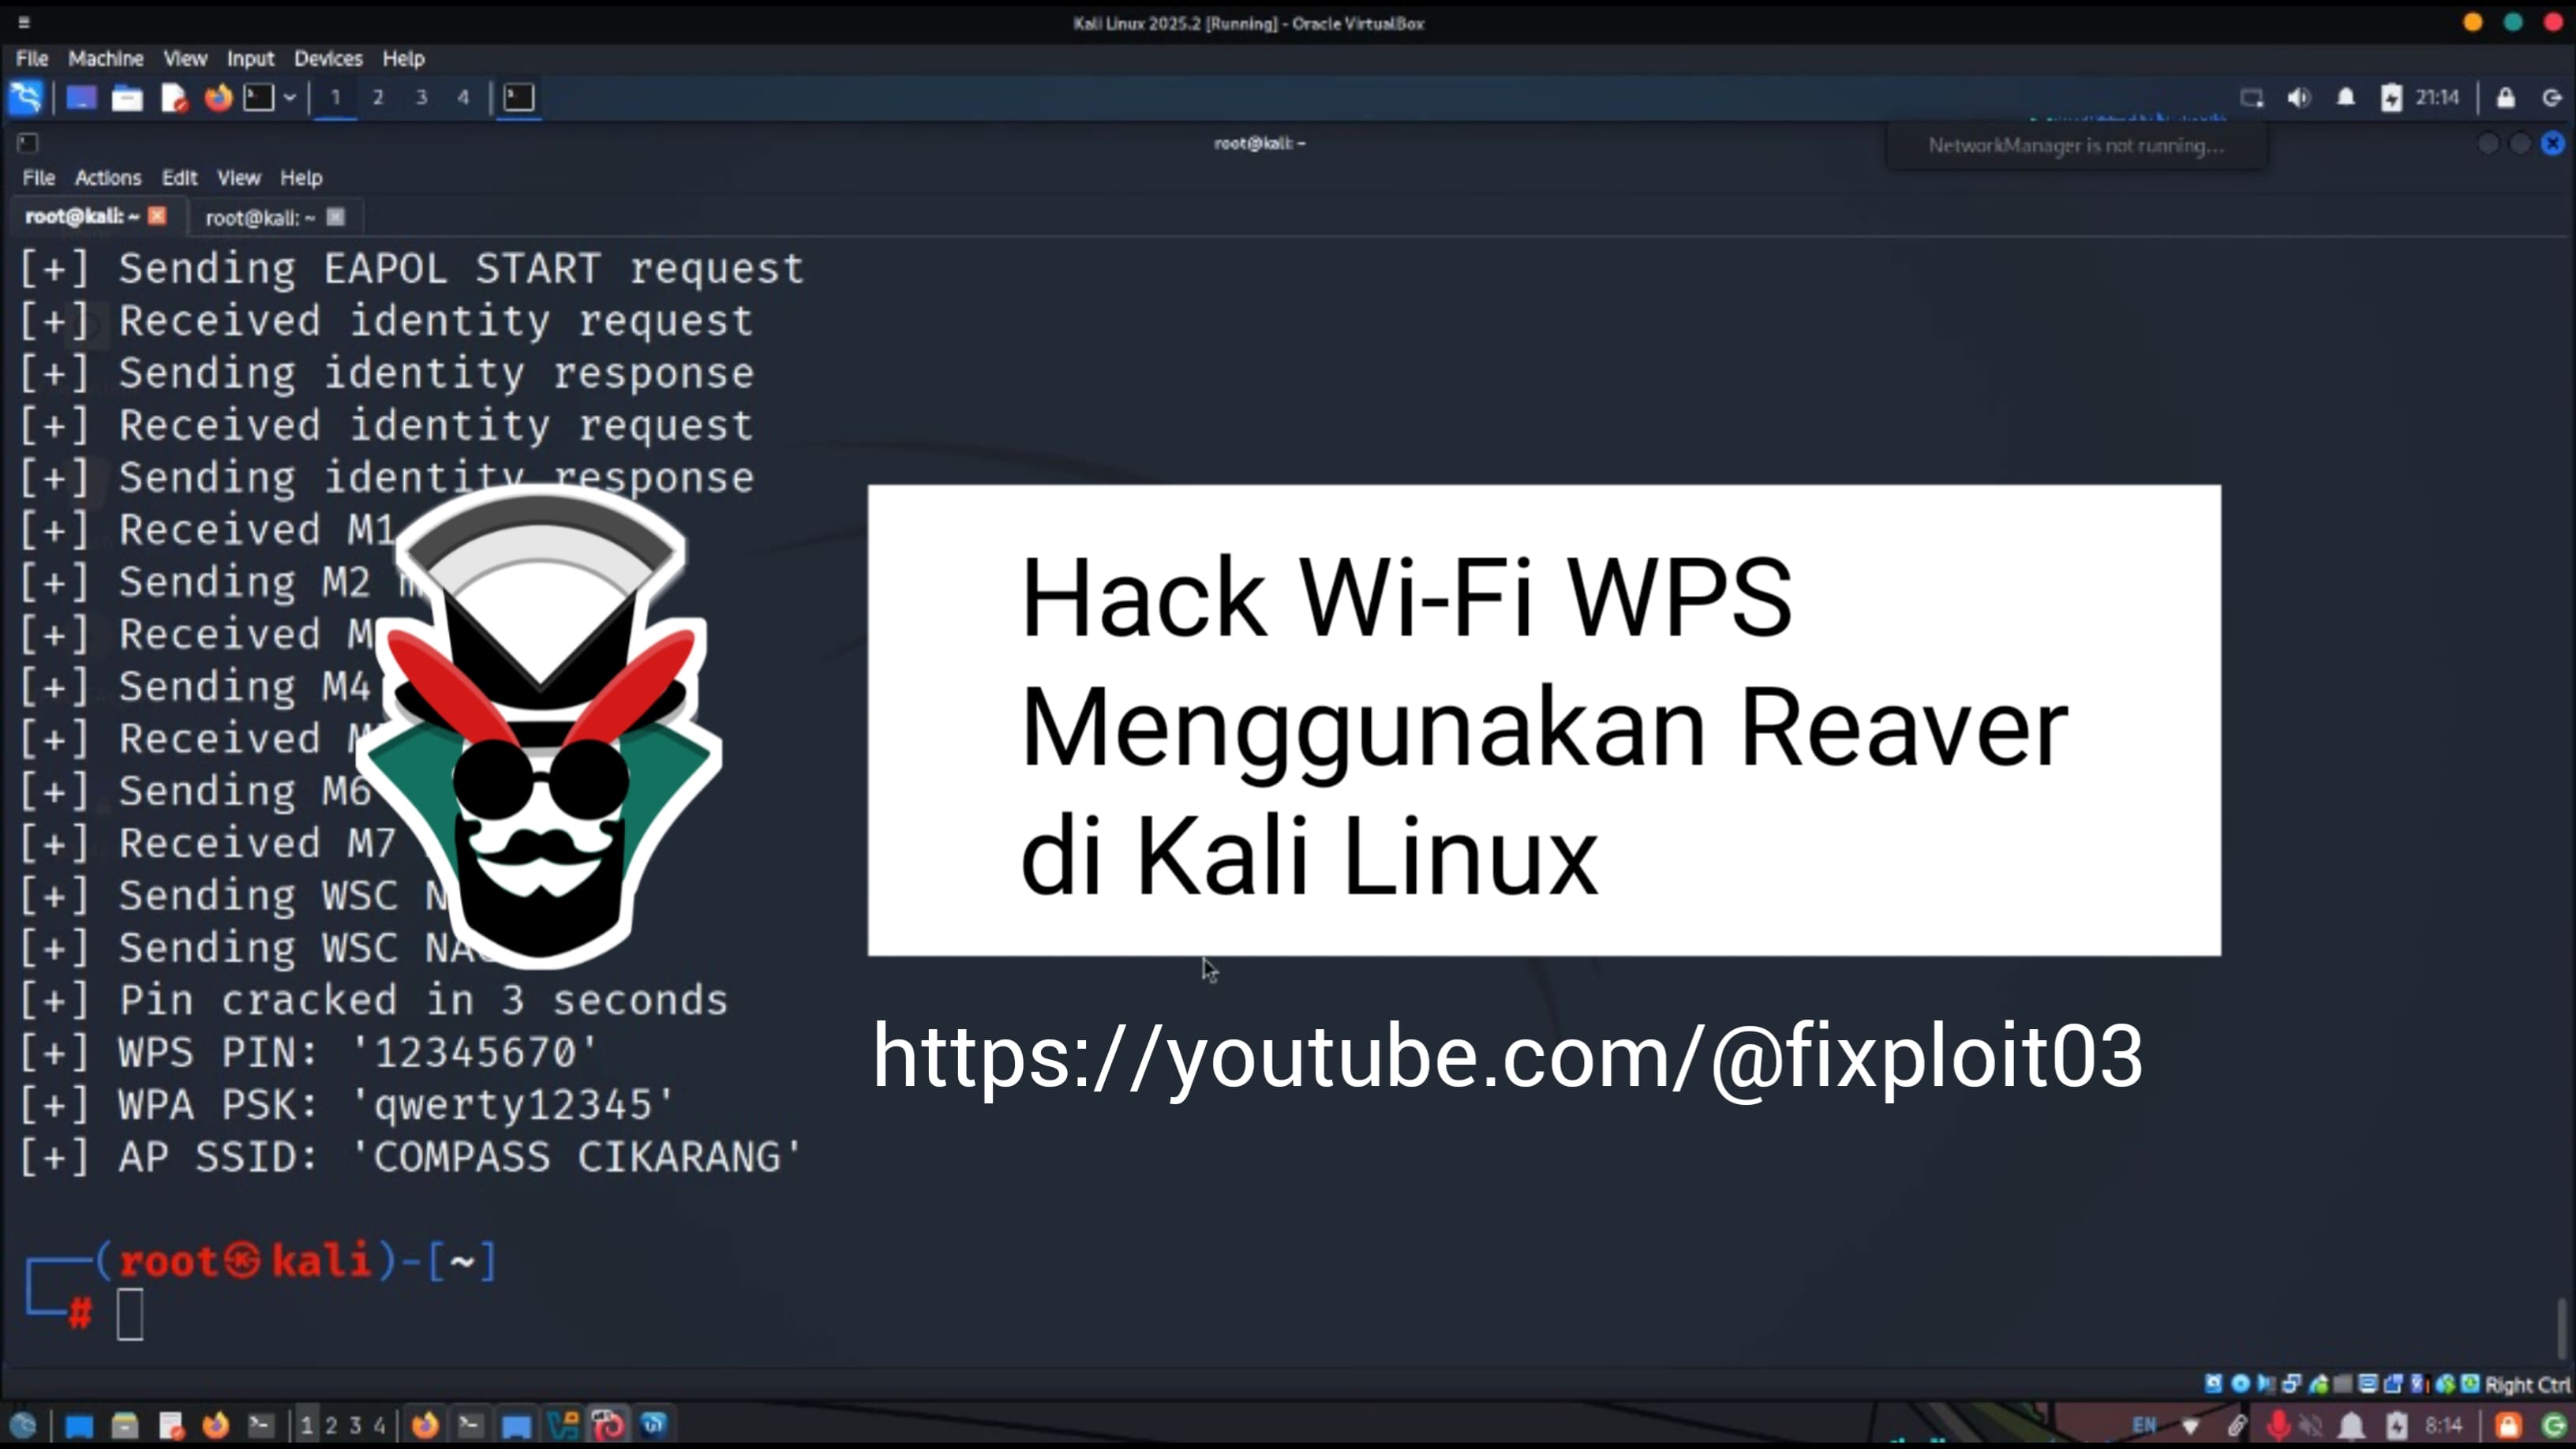 Kali Linux 2025.2 [Running] - Oracle VirtualBox
File Machine View Input Devices Help
1 2 3 4 21:14
root@kali: ~
NetworkManager is not running...
File Actions Edit View Help
root@kali: ~ root@kali: ~
[+] Sending EAPOL START request
[+] Received identity request
[+] Sending identity response
[+] Received identity request
[+] Sending identity response
[+] Received M1
[+] Sending M2
[+] Received
[+] Sending M4
[+] Received
[+] Sending M6
[+] Received M7
[+] Sending WSC
[+] Sending WSC
[+] Pin cracked in 3 seconds
[+] WPS PIN: '12345670'
[+] WPA PSK: 'qwerty12345'
[+] AP SSID: 'COMPASS CIKARANG'
Hack Wi-Fi WPS
Menggunakan Reaver
di Kali Linux
https://youtube.com/@fixploit03
(root㉿kali)-[~]
#
Right Ctrl
1 2 3 4 EN 8:14